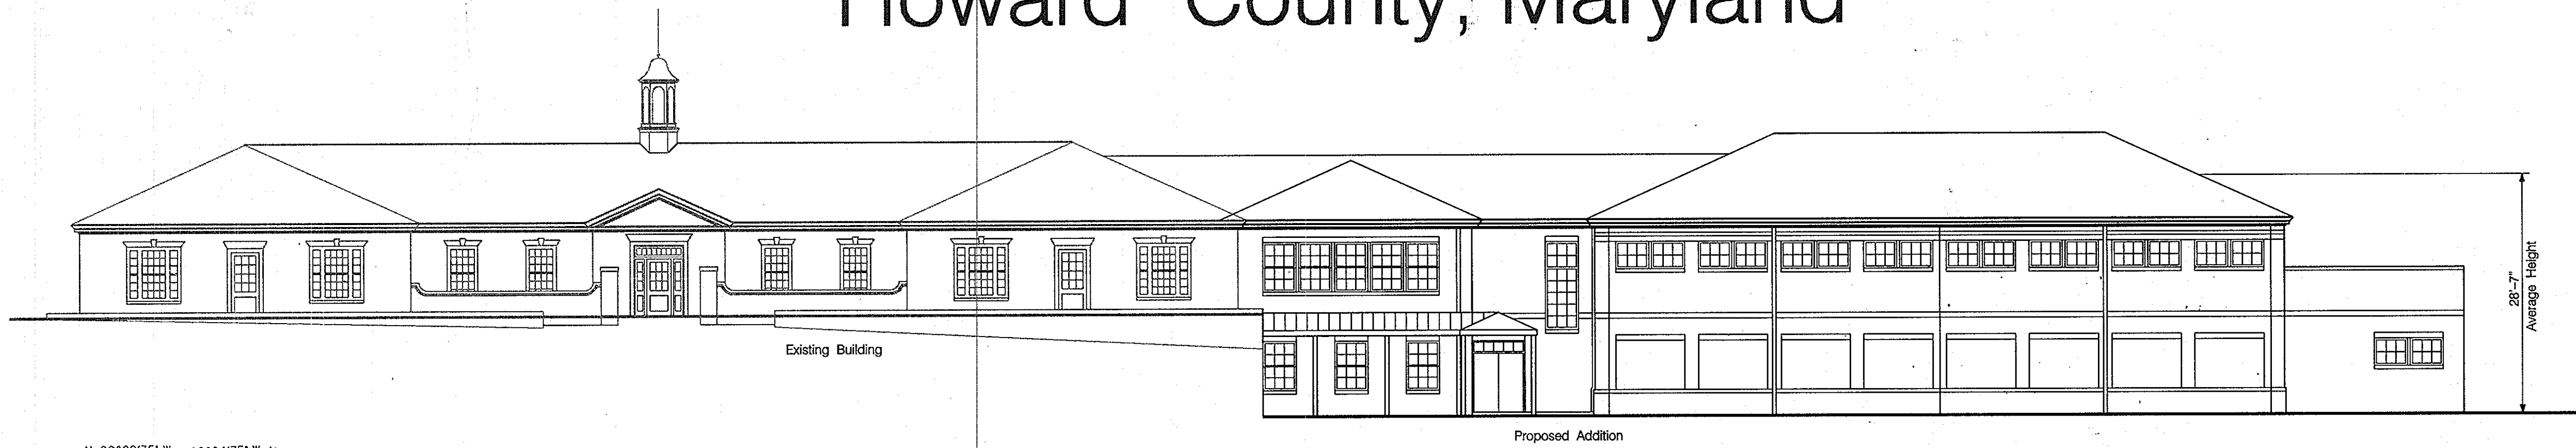 Howard County, Maryland
28'-7"
Average Height
Existing Building
Proposed Addition